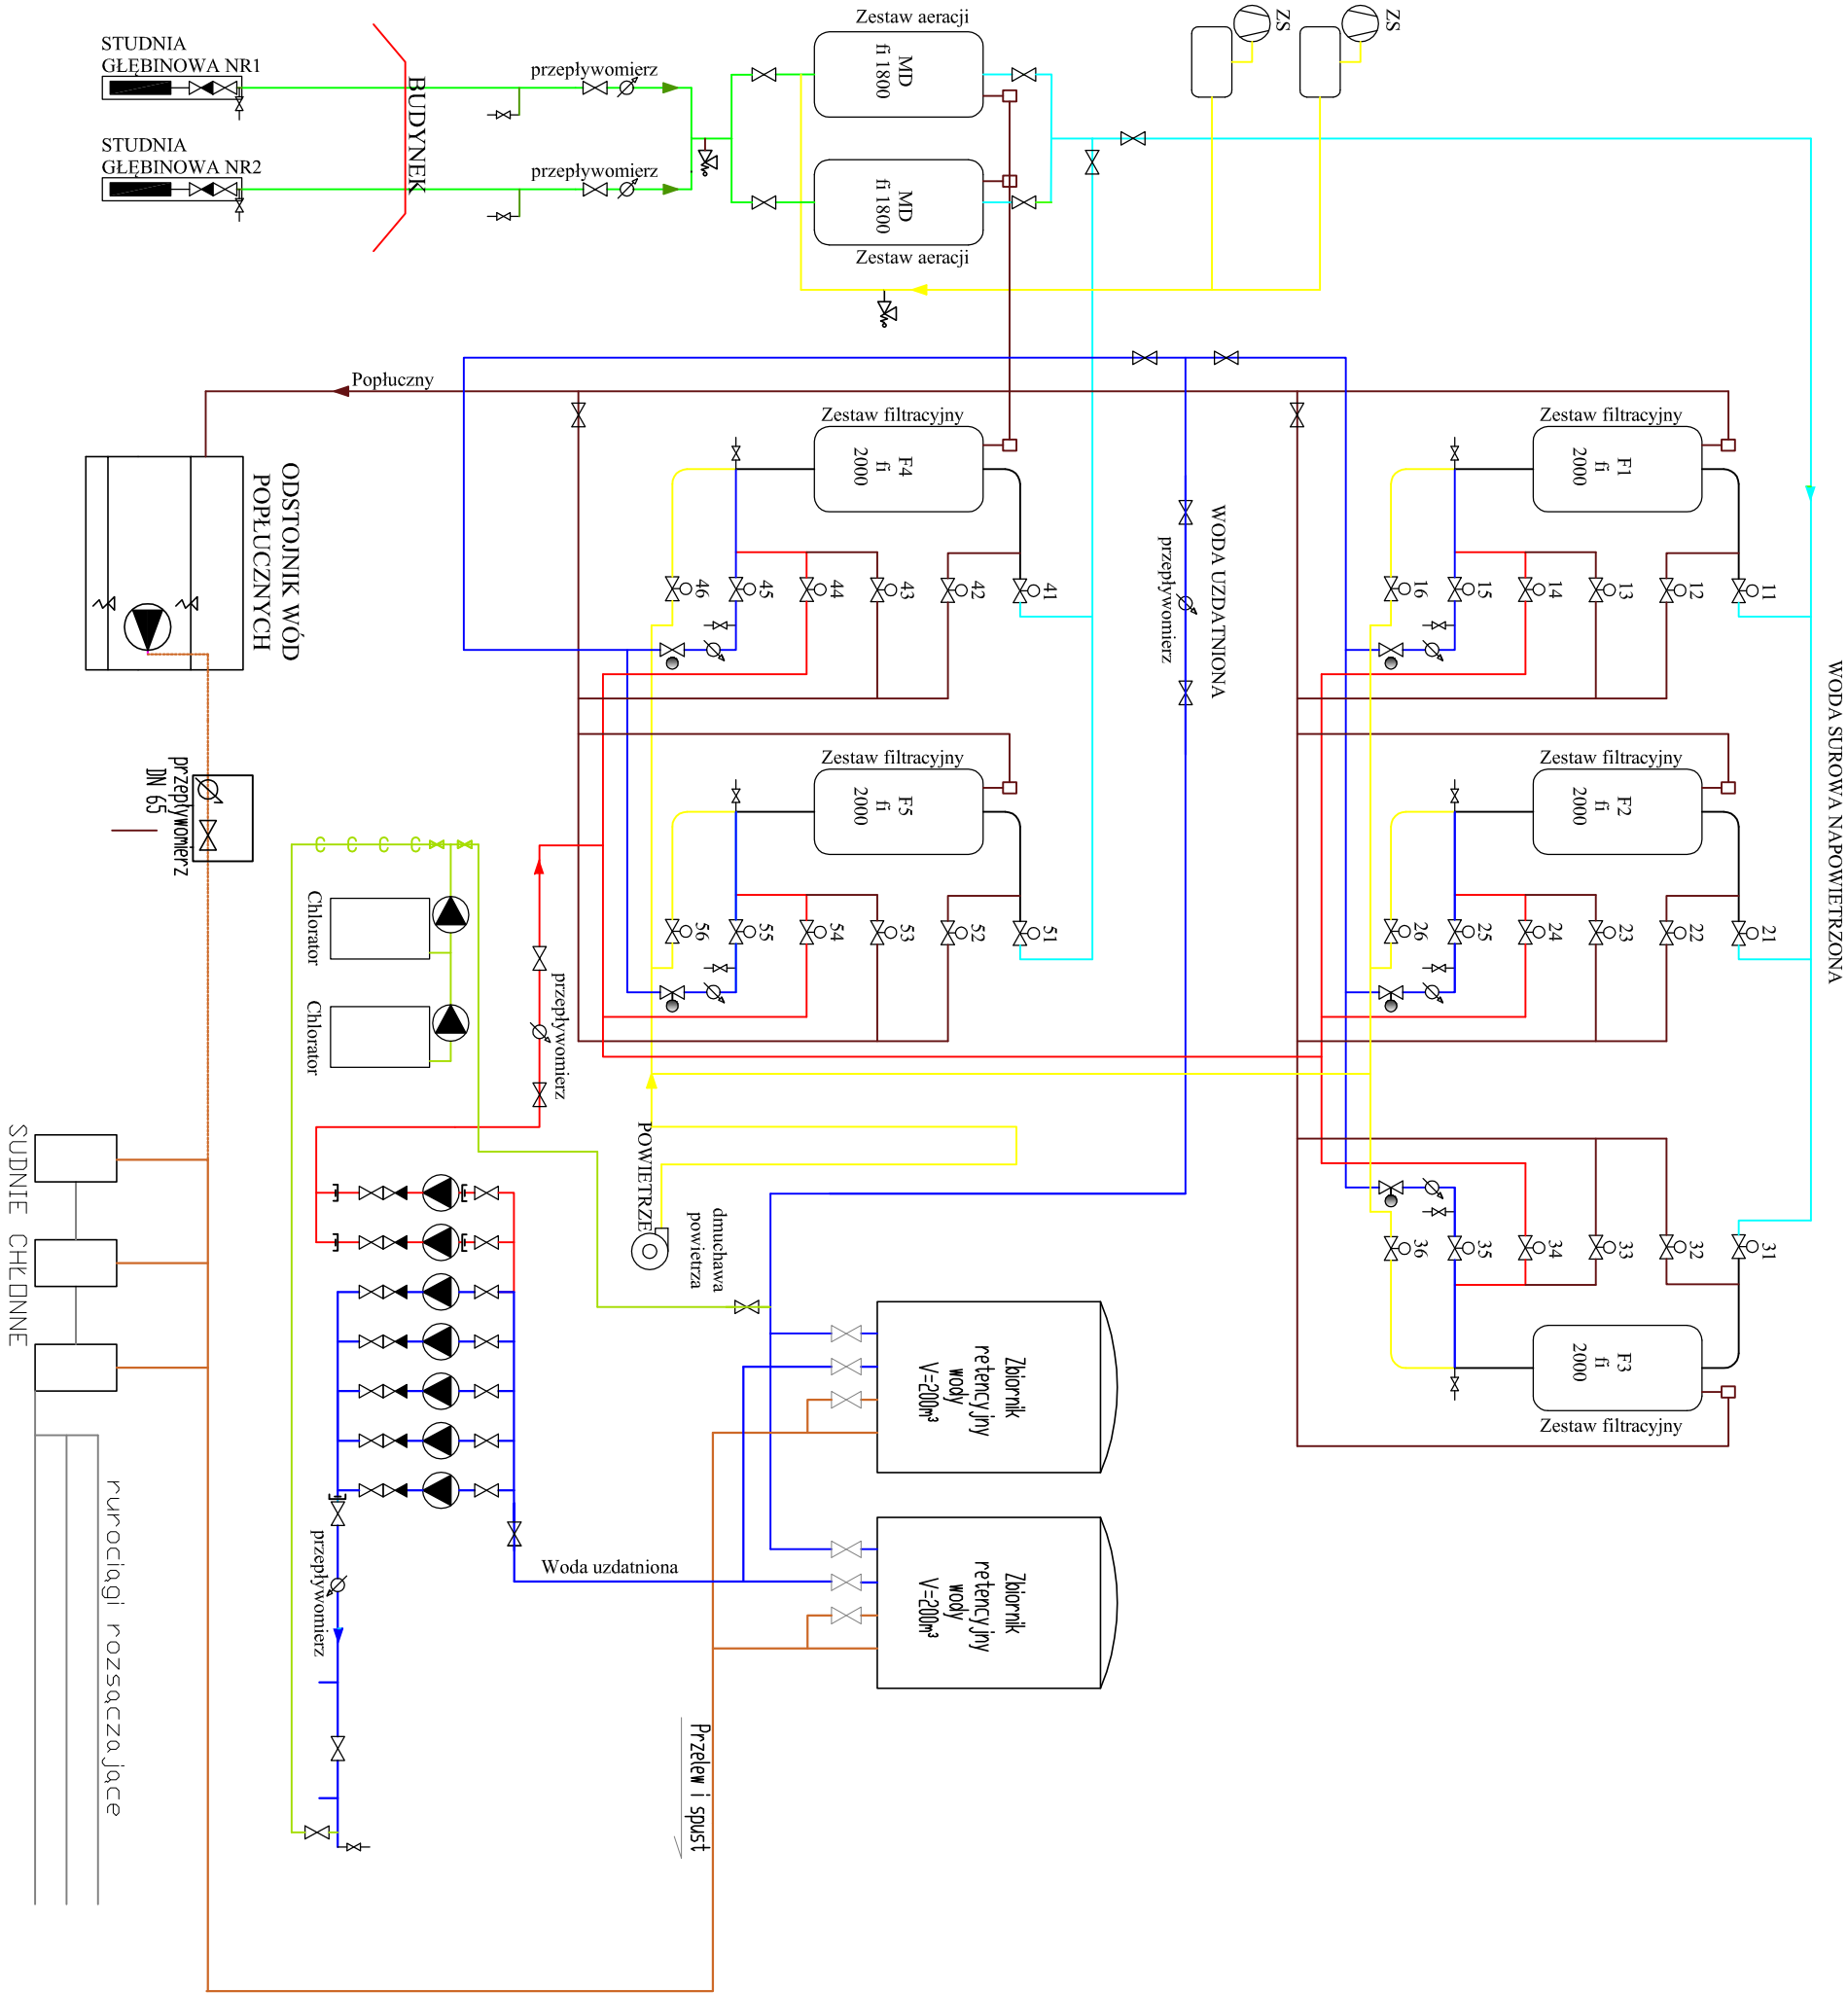 Zestaw aeracji
ZS
ZS
STUDNIA
GŁĘBINOWA NR1
przepływomierz
MD
fi 1800
BUDYNEK
STUDNIA
GŁĘBINOWA NR2
przepływomierz
MD
fi 1800
Zestaw aeracji
Popłuczny
Zestaw filtracyjny
F4
fi
2000
Zestaw filtracyjny
F1
fi
2000
ODSTOJNIK WÓD
POPŁUCZNYCH
WODA UZDATNIONA
przepływomierz
46
45
44
43
42
41
16
15
14
13
12
11
WODA SUROWA NAPOWIETRZONA
Zestaw filtracyjny
F5
fi
2000
Zestaw filtracyjny
F2
fi
2000
przepływomierz
DN 65
C
C
C
C
Chlorator
Chlorator
56
55
54
53
52
51
26
25
24
23
22
21
przepływomierz
POWIETRZE
dmuchawa
powietrza
36
35
34
33
32
31
F3
fi
2000
Zestaw filtracyjny
SUDNIE CHŁONNE
Zbiornik
retencyjny
wody
V=200m³
rurociągi rozsączające
przepływomierz
Woda uzdatniona
Zbiornik
retencyjny
wody
V=200m³
Przelew i spust